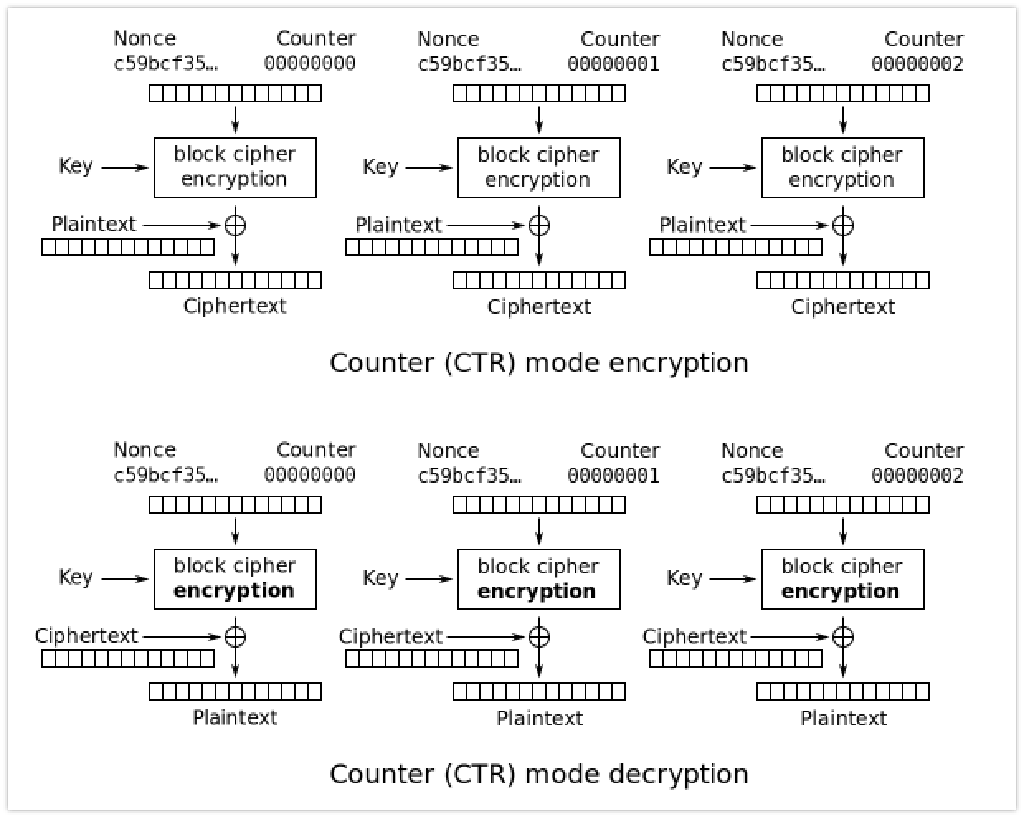 Nonce Counter Nonce Counter Nonce Counter
c59bcf35… 00000000 c59bcf35… 00000001 c59bcf35… 00000002
block cipher block cipher block cipher
Key encryption Key encryption Key encryption
Plaintext Plaintext Plaintext
Ciphertext Ciphertext Ciphertext
Counter (CTR) mode encryption
Nonce Counter Nonce Counter Nonce Counter
c59bcf35… 00000000 c59bcf35… 00000001 c59bcf35… 00000002
block cipher block cipher block cipher
Key encryption Key encryption Key encryption
Ciphertext Ciphertext Ciphertext
Plaintext Plaintext Plaintext
Counter (CTR) mode decryption